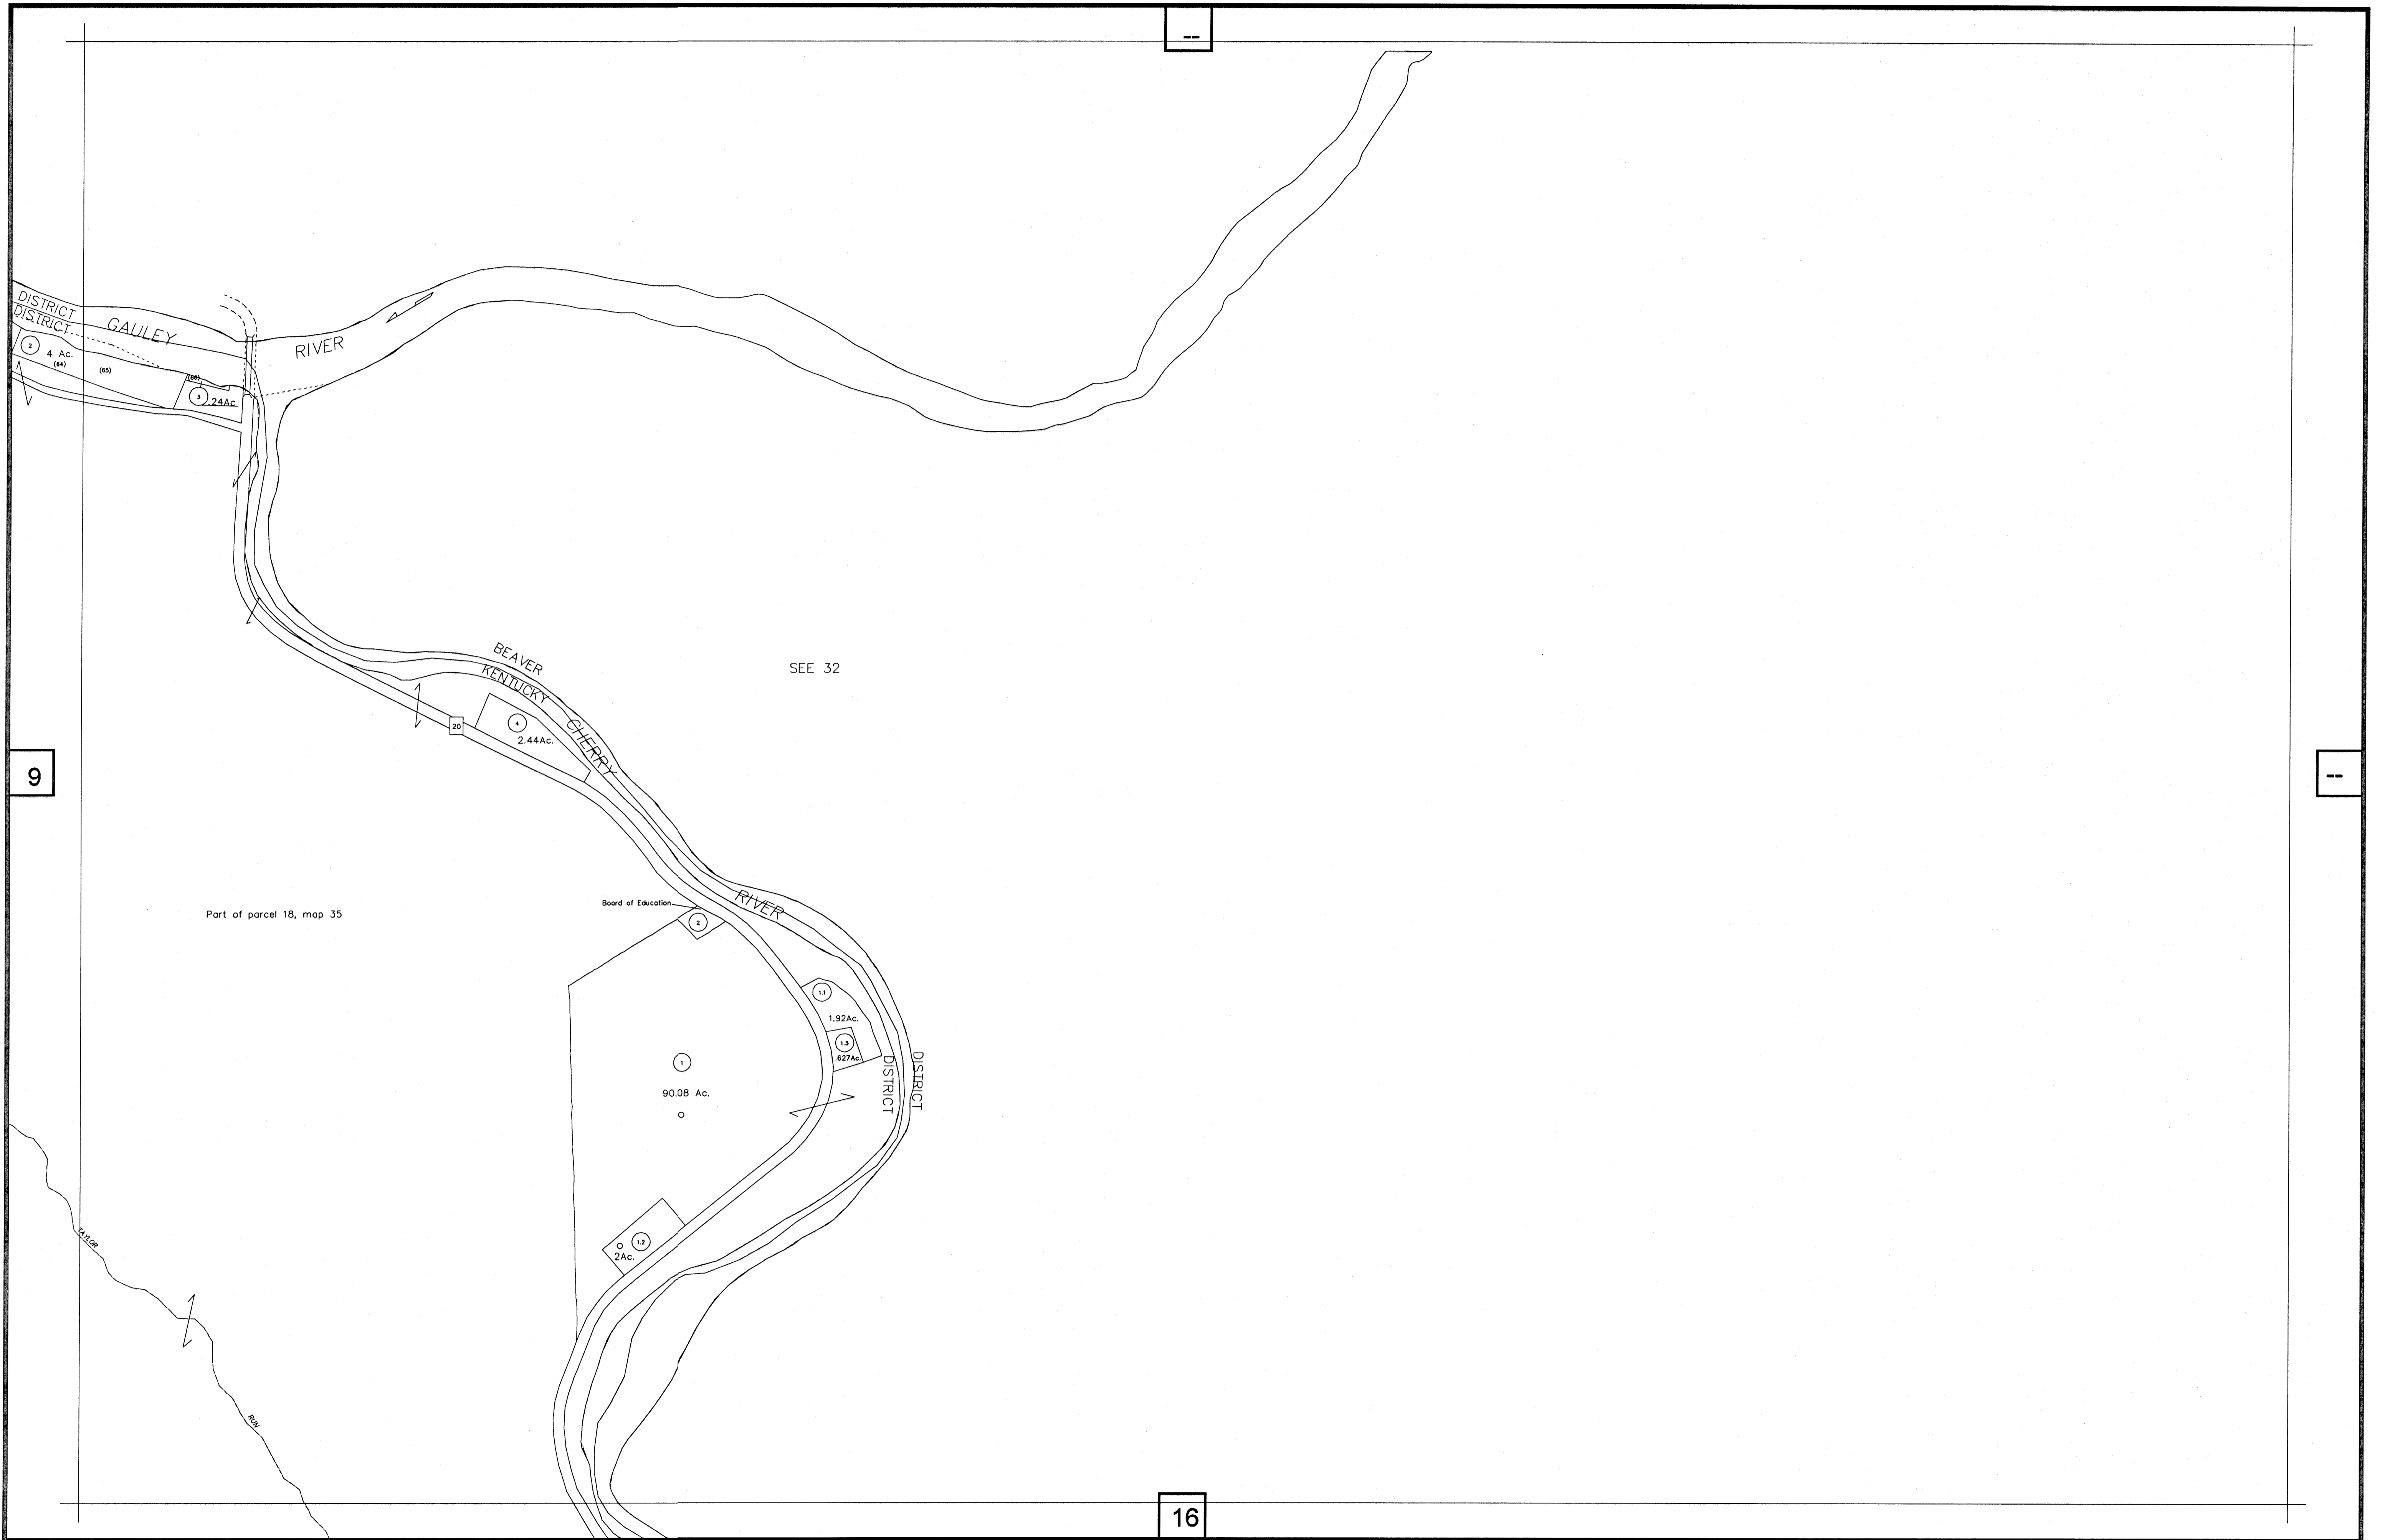 --
DISTRICT
DISTRICT
GAULEY
RIVER
2
4 Ac.
(64)
(65)
(66)
3
.24Ac.
BEAVER
KENTUCKY
SEE 32
CHERRY
4
2.44Ac.
20
9
--
RIVER
Board of Education
2
Part of parcel 18, map 35
1.1
1.92Ac.
1.3
.627Ac.
DISTRICT
DISTRICT
1
90.08 Ac.
1.2
2Ac.
TAYLOR
RUN
16